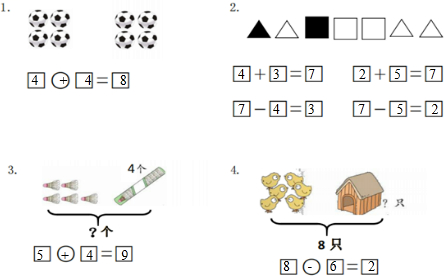 1.
4 + 4 = 8
2.
4 + 3 = 7 2 + 5 = 7
7 - 4 = 3 7 - 5 = 2
3.
4个
? 个
5 + 4 = 9
4.
? 只
8 只
8 - 6 = 2